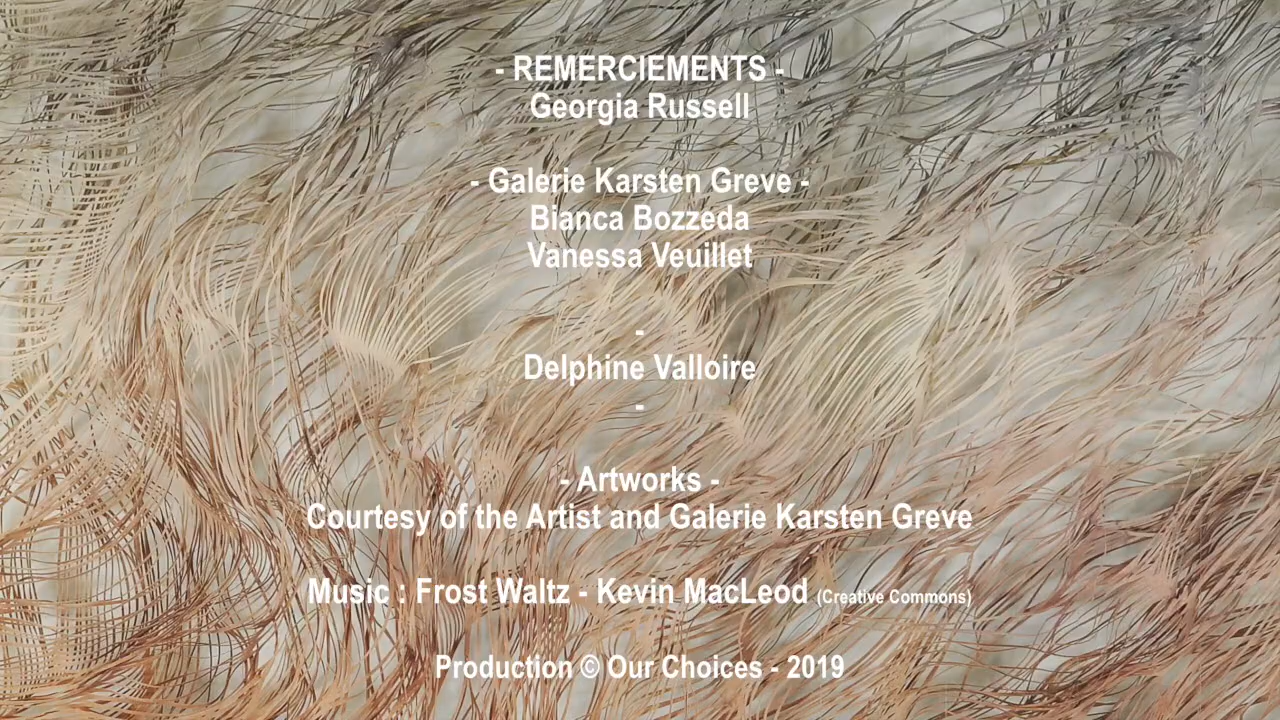 - REMERCIEMENTS -
Georgia Russell
- Galerie Karsten Greve -
Bianca Bozzeda
Vanessa Veuillet
-
Delphine Valloire
-
- Artworks -
Courtesy of the Artist and Galerie Karsten Greve
Music : Frost Waltz - Kevin MacLeod (Creative Commons)
Production © Our Choices - 2019